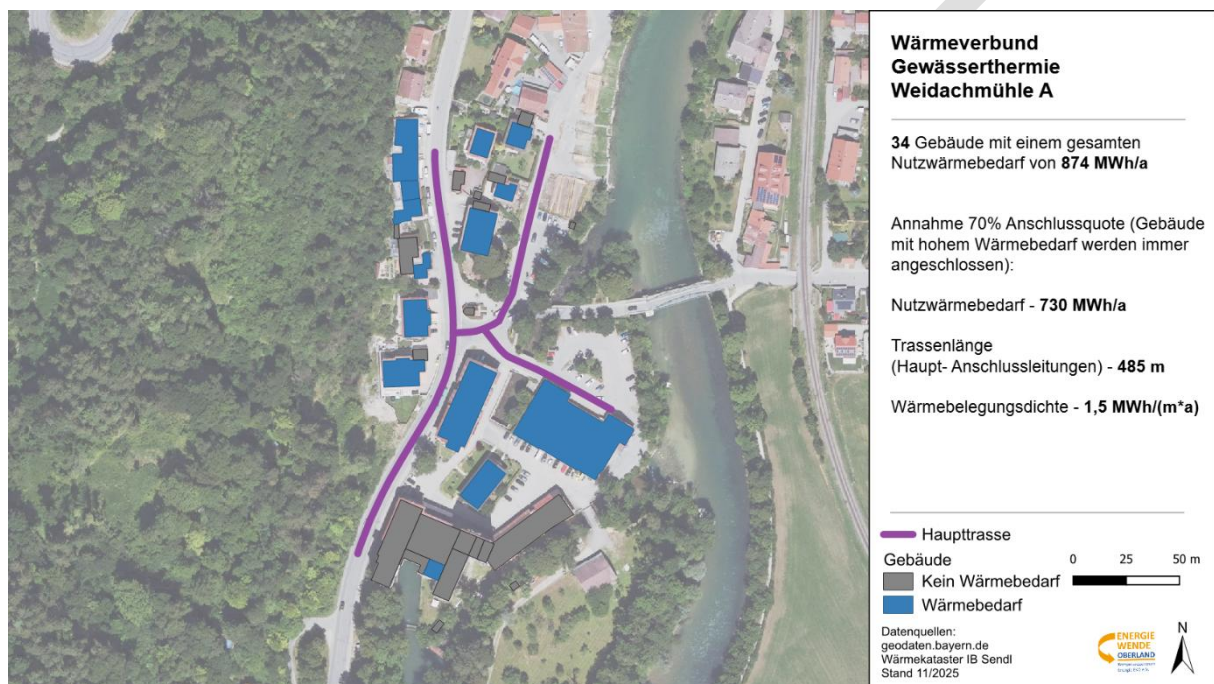 Wärmeverbund
Gewässerthermie
Weidachmühle A
34 Gebäude mit einem gesamten
Nutzwärmebedarf von 874 MWh/a
Annahme 70% Anschlussquote (Gebäude
mit hohem Wärmebedarf werden immer
angeschlossen):
Nutzwärmebedarf - 730 MWh/a
Trassenlänge
(Haupt- Anschlussleitungen) - 485 m
Wärmebelegungsdichte - 1,5 MWh/(m*a)
Haupttrasse
Gebäude
Kein Wärmebedarf
Wärmebedarf
0 25 50 m
Datenquellen:
geodaten.bayern.de
Wärmekataster IB Sendl
Stand 11/2025
ENERGIE
WENDE
OBERLAND
N